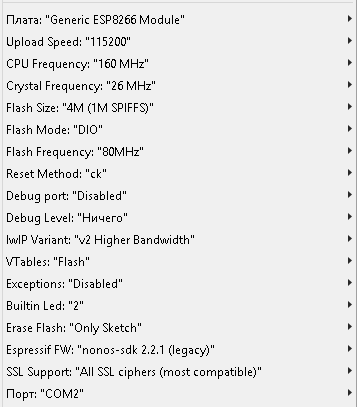 Плата: "Generic ESP8266 Module"
Upload Speed: "115200"
CPU Frequency: "160 MHz"
Crystal Frequency: "26 MHz"
Flash Size: "4M (1M SPIFFS)"
Flash Mode: "DIO"
Flash Frequency: "80MHz"
Reset Method: "ck"
Debug port: "Disabled"
Debug Level: "Ничего"
lwIP Variant: "v2 Higher Bandwidth"
VTables: "Flash"
Exceptions: "Disabled"
Builtin Led: "2"
Erase Flash: "Only Sketch"
Espressif FW: "nonos-sdk 2.2.1 (legacy)"
SSL Support: "All SSL ciphers (most compatible)"
Порт: "COM2"